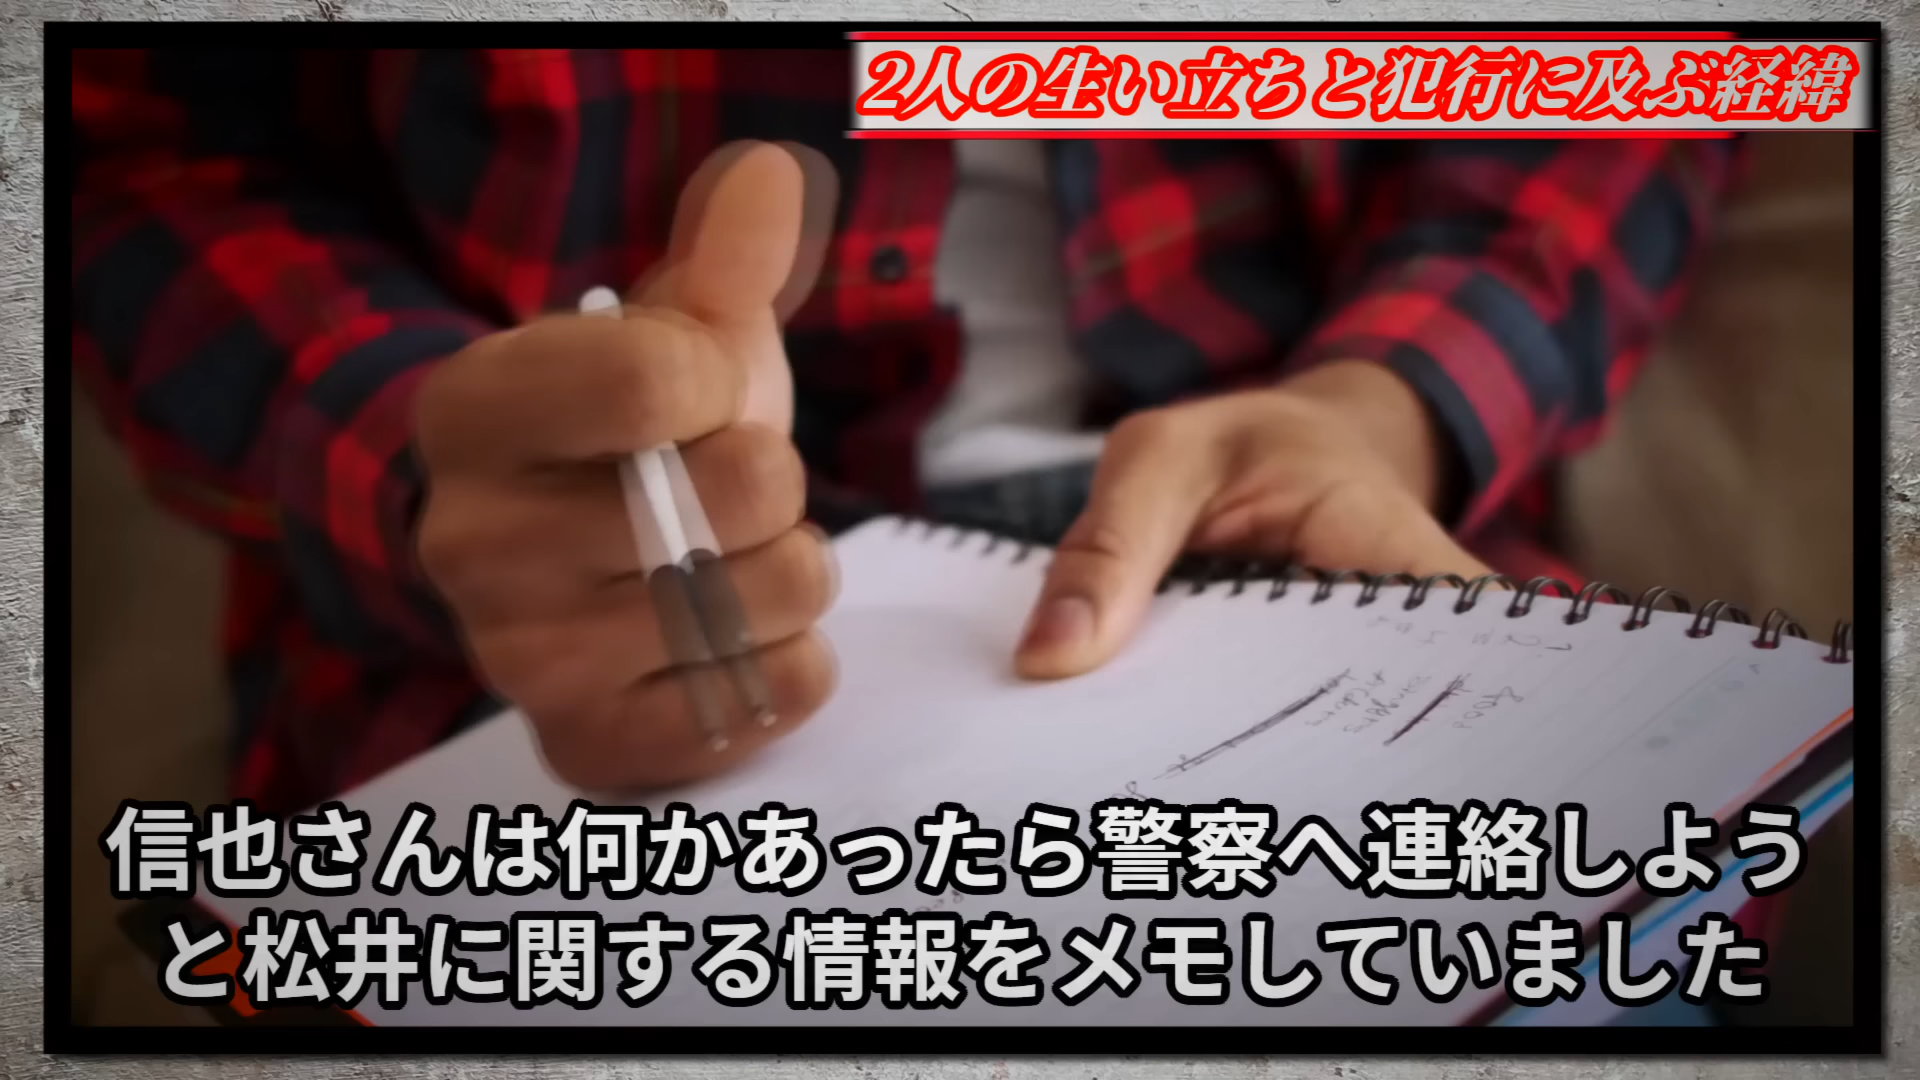 2人の生い立ちと犯行に及ぶ経緯
信也さんは何かあったら警察へ連絡しよう
と松井に関する情報をメモしていました